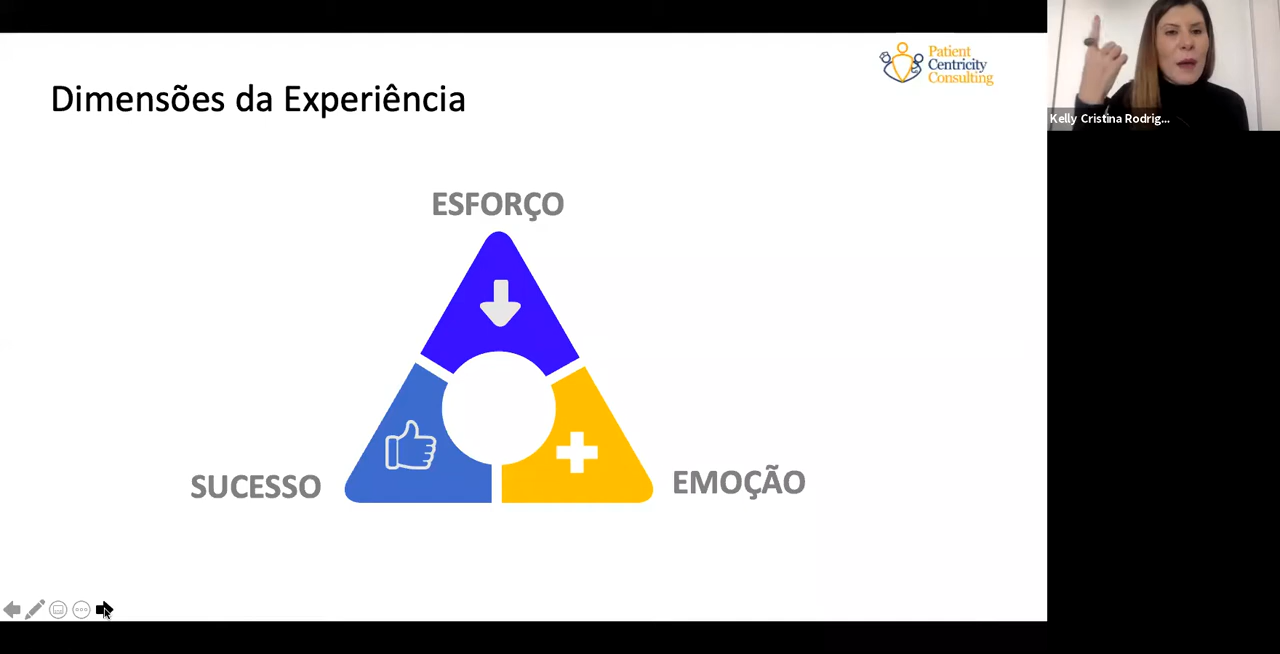 Dimensões da Experiência
Patient
Centricity
Consulting
Kelly Cristina Rodrig...
ESFORÇO
SUCESSO
EMOÇÃO